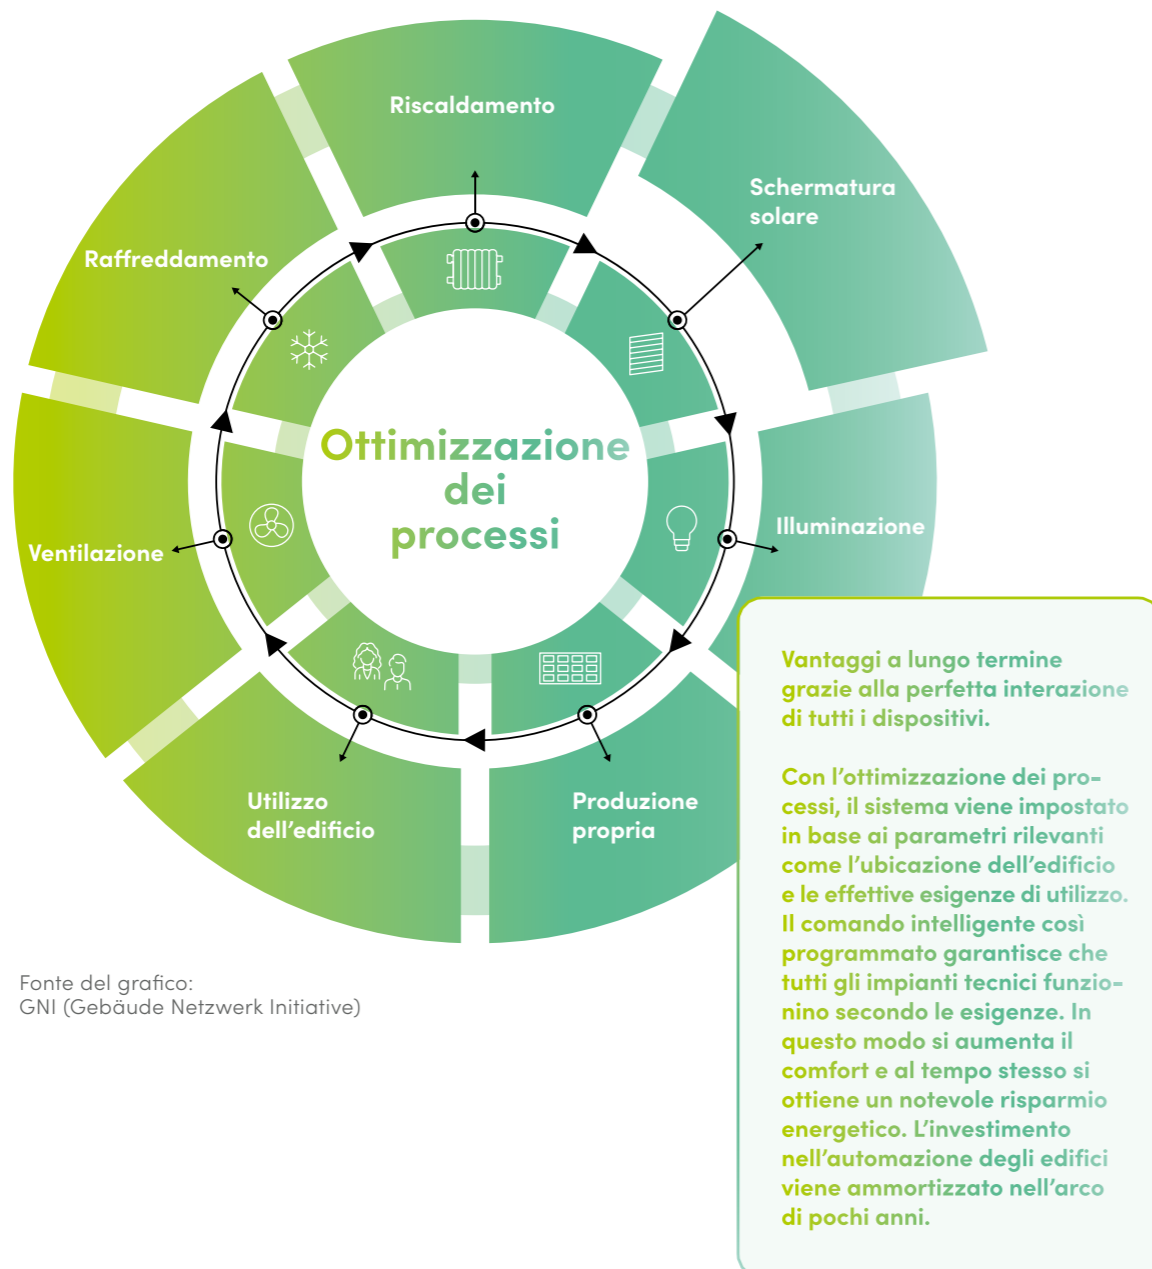 Riscaldamento
Schermatura
solare
Raffreddamento
Ottimizzazione
dei
processi
Illuminazione
Ventilazione
Utilizzo
dell’edificio
Produzione
propria
Vantaggi a lungo termine
grazie alla perfetta interazione
di tutti i dispositivi.
Con l’ottimizzazione dei pro-
cessi, il sistema viene impostato
in base ai parametri rilevanti
come l’ubicazione dell’edificio
e le effettive esigenze di utilizzo.
Il comando intelligente così
programmato garantisce che
tutti gli impianti tecnici funzio-
nino secondo le esigenze. In
questo modo si aumenta il
comfort e al tempo stesso si
ottiene un notevole risparmio
energetico. L’investimento
nell’automazione degli edifici
viene ammortizzato nell’arco
di pochi anni.
Fonte del grafico:
GNI (Gebäude Netzwerk Initiative)